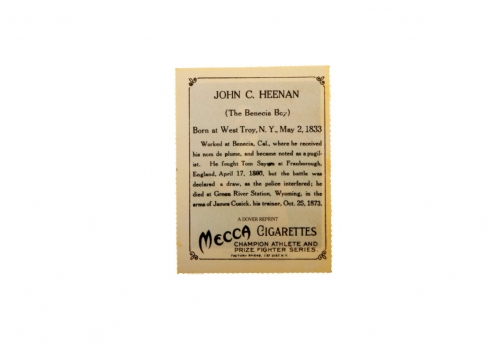 JOHN C. HEENAN
(The Benecia Boy)
Born at West Troy, N. Y., May 2, 1833
Worked at Benecia, Cal., where he received
his nom de plume, and became noted as a pugil-
ist. He fought Tom Sayers at Franborough,
England, April 17, 1860, but the battle was
declared a draw, as the police interfered; he
died at Green River Station, Wyoming, in the
arms of James Cusick, his trainer, Oct. 25, 1873.
A DOVER REPRINT
MECCA CIGARETTES
CHAMPION ATHLETE AND
PRIZE FIGHTER SERIES.
FACTORY